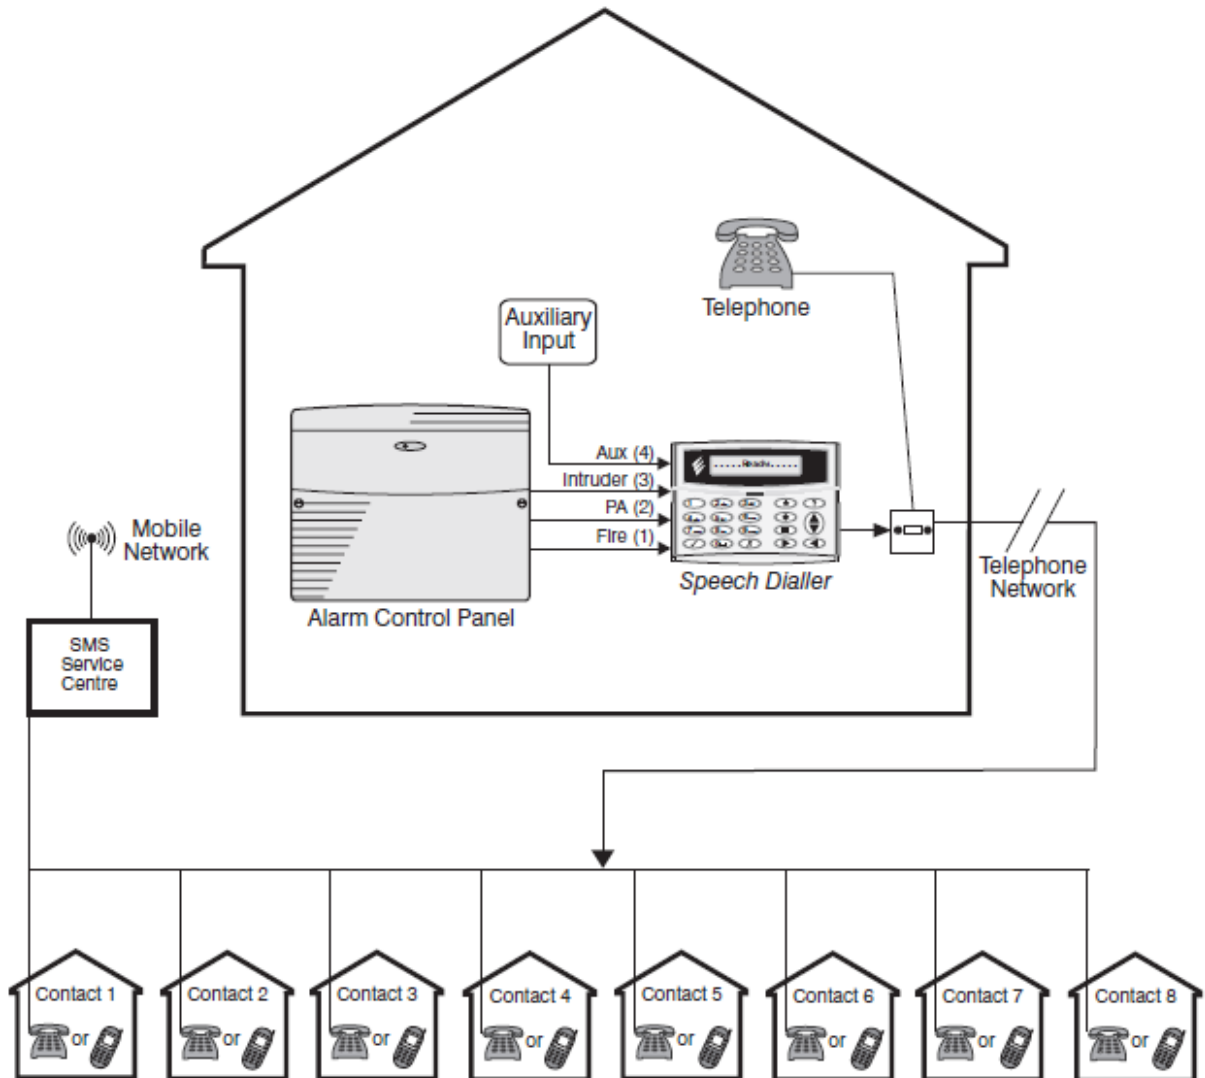 Telephone
Auxiliary
Input
Aux (4)
Intruder (3)
PA (2)
Fire (1)
Speech Dialler
Alarm Control Panel
Mobile
Network
Telephone
Network
SMS
Service
Centre
Contact 1
or
Contact 2
or
Contact 3
or
Contact 4
or
Contact 5
or
Contact 6
or
Contact 7
or
Contact 8
or